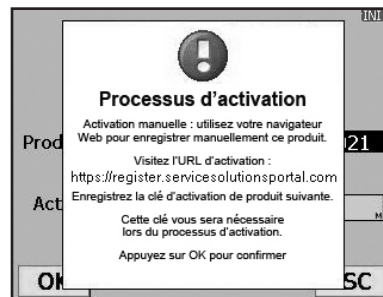 INI
Processus d'activation
Activation manuelle : utilisez votre navigateur
Web pour enregistrer manuellement ce produit.
Prod
21
Visitez l'URL d'activation :
https://register.servicesolutionsportal.com
Enregistrez la clé d'activation de produit suivante.
Act
M
Cette clé vous sera nécessaire
lors du processus d'activation.
Appuyez sur OK pour confirmer
OK
SC